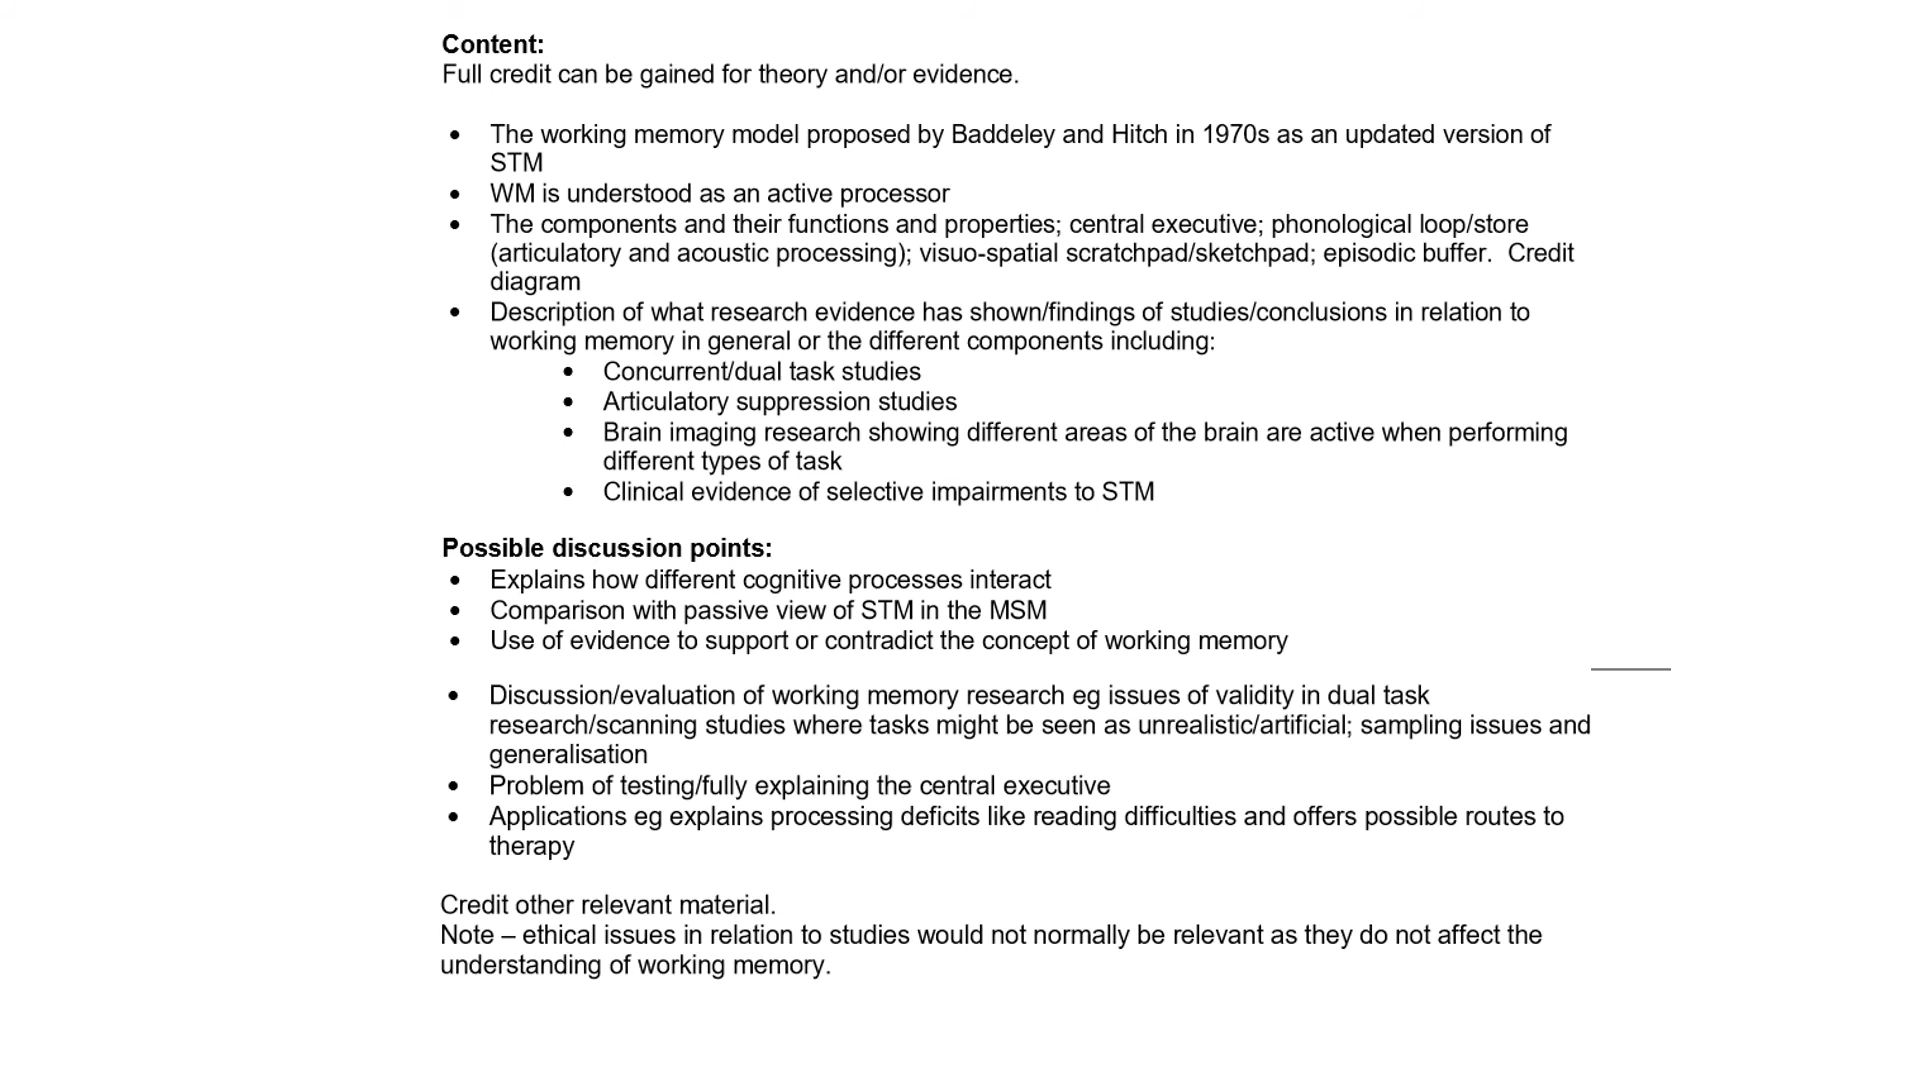 Content:
Full credit can be gained for theory and/or evidence.
• The working memory model proposed by Baddeley and Hitch in 1970s as an updated version of
STM
• WM is understood as an active processor
• The components and their functions and properties; central executive; phonological loop/store
(articulatory and acoustic processing); visuo-spatial scratchpad/sketchpad; episodic buffer.  Credit
diagram
• Description of what research evidence has shown/findings of studies/conclusions in relation to
working memory in general or the different components including:
• Concurrent/dual task studies
• Articulatory suppression studies
• Brain imaging research showing different areas of the brain are active when performing
different types of task
• Clinical evidence of selective impairments to STM
Possible discussion points:
• Explains how different cognitive processes interact
• Comparison with passive view of STM in the MSM
• Use of evidence to support or contradict the concept of working memory
• Discussion/evaluation of working memory research eg issues of validity in dual task
research/scanning studies where tasks might be seen as unrealistic/artificial; sampling issues and
generalisation
• Problem of testing/fully explaining the central executive
• Applications eg explains processing deficits like reading difficulties and offers possible routes to
therapy
Credit other relevant material.
Note – ethical issues in relation to studies would not normally be relevant as they do not affect the
understanding of working memory.